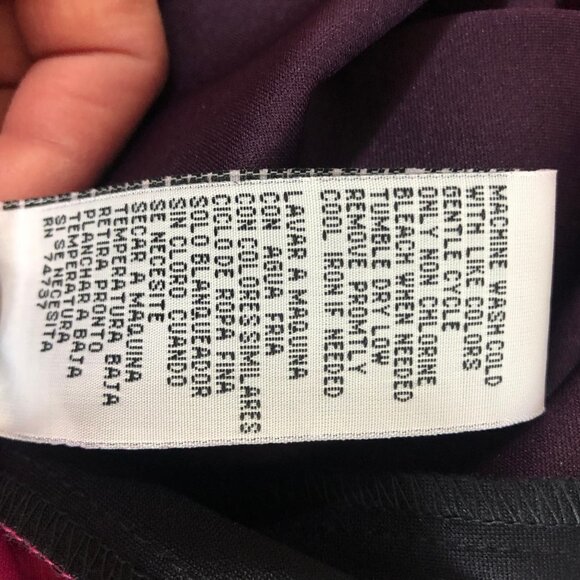 MACHINE WASH COLD
WITH LIKE COLORS
GENTLE CYCLE
ONLY NON CHLORINE
BLEACH WHEN NEEDED
TUMBLE DRY LOW
REMOVE PROMTLY
COOL IRON IF NEEDED
LAVAR A MAQUINA
CON AGUA FRIA
CON COLORES SIMILARES
CICLO DE ROPA FINA
SOLO BLANQUEADOR
SIN CLORO CUANDO
SE NECESITE
SECAR A MAQUINA
TEMPERATURA BAJA
RETIRA PRONTO
PLANCHAR A BAJA
TEMPERATURA
SI SE NECESITA
RN 74737